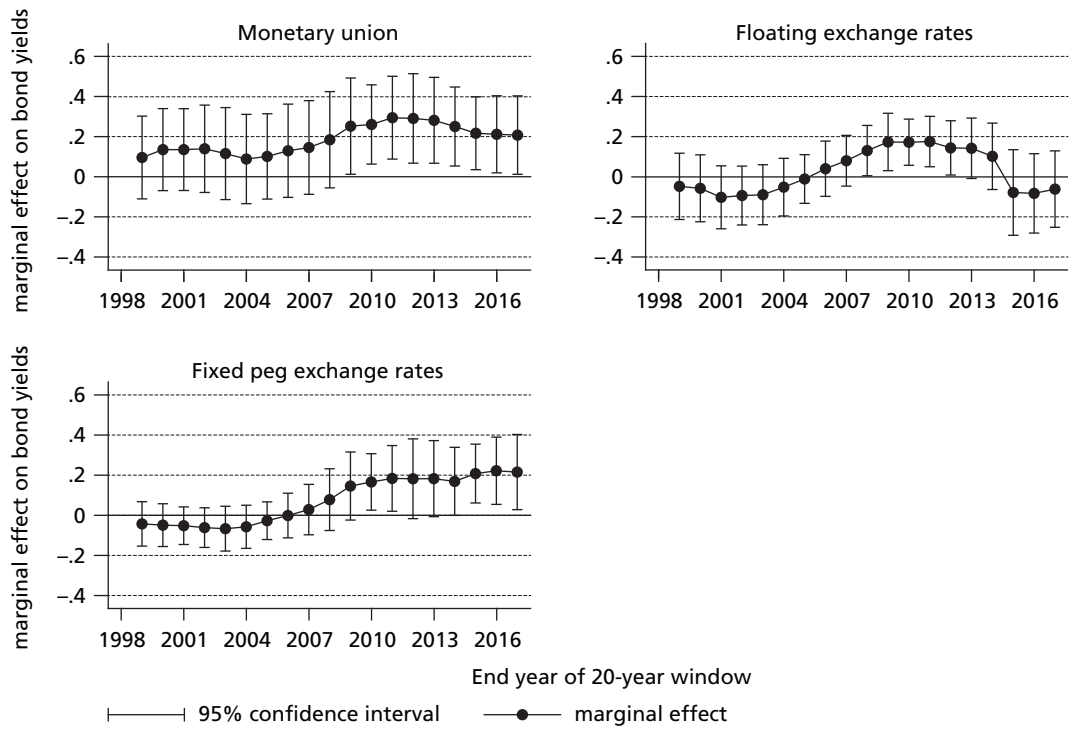 Monetary union
marginal effect on bond yields
.6
.4
.2
0
–.2
–.4
1998 2001 2004 2007 2010 2013 2016
Floating exchange rates
.6
.4
.2
0
–.2
–.4
1998 2001 2004 2007 2010 2013 2016
Fixed peg exchange rates
marginal effect on bond yields
.6
.4
.2
0
–.2
–.4
1998 2001 2004 2007 2010 2013 2016
End year of 20-year window
95% confidence interval marginal effect